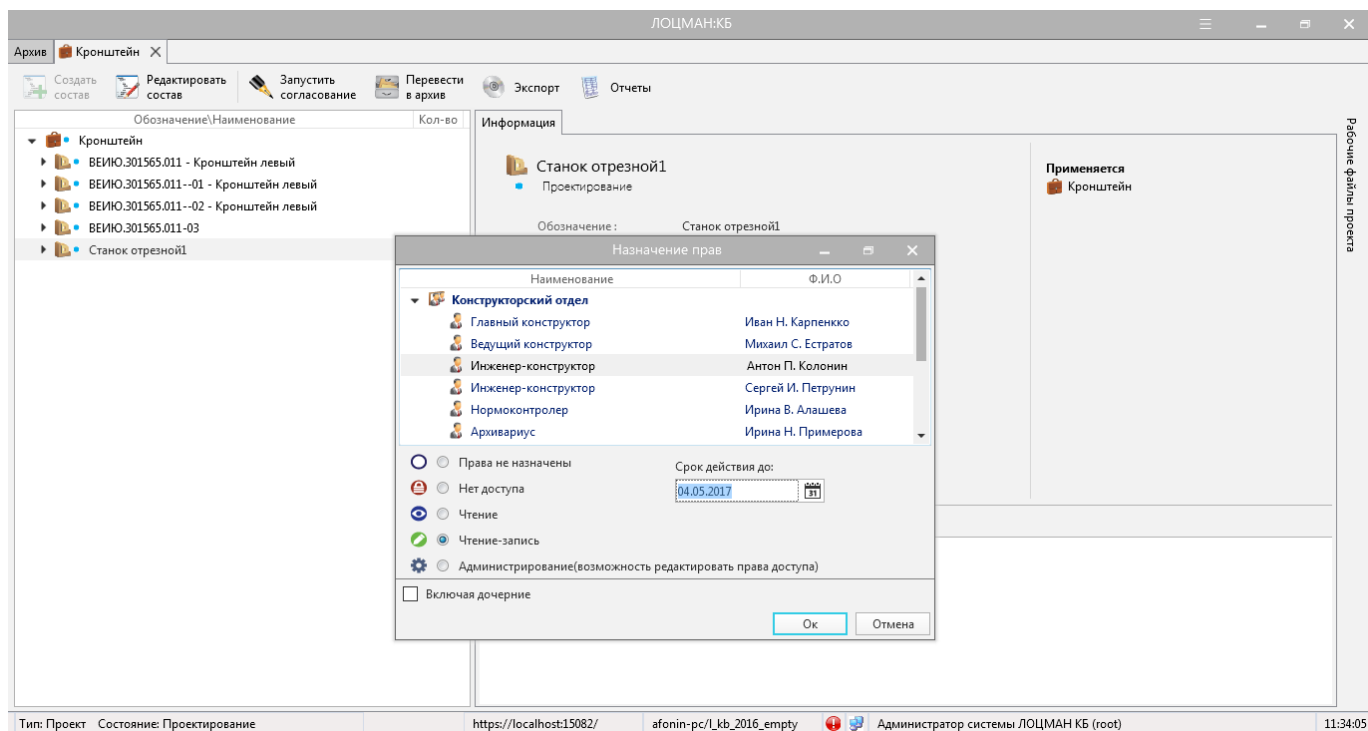 ЛОЦМАН:КБ
Архив Кронштейн
Создать состав
Редактировать состав
Запустить согласование
Перевести в архив
Экспорт
Отчеты
Обозначение\Наименование Кол-во
Кронштейн
ВЕИЮ.301565.011 - Кронштейн левый
ВЕИЮ.301565.011--01 - Кронштейн левый
ВЕИЮ.301565.011--02 - Кронштейн левый
ВЕИЮ.301565.011-03
Станок отрезной1
Информация
Станок отрезной1
Проектирование
Обозначение : Станок отрезной1
Применяется
Кронштейн
Рабочие файлы проекта
Назначение прав
Наименование Ф.И.О
Конструкторский отдел
Главный конструктор Иван Н. Карпенкко
Ведущий конструктор Михаил С. Естратов
Инженер-конструктор Антон П. Колонин
Инженер-конструктор Сергей И. Петрунин
Нормоконтролер Ирина В. Алашева
Архивариус Ирина Н. Примерова
Права не назначены
Нет доступа
Чтение
Чтение-запись
Администрирование(возможность редактировать права доступа)
Срок действия до:
04.05.2017
31
Включая дочерние
Ок Отмена
Тип: Проект Состояние: Проектирование https://localhost:15082/ afonin-pc/l_kb_2016_empty Администратор системы ЛОЦМАН КБ (root) 11:34:05